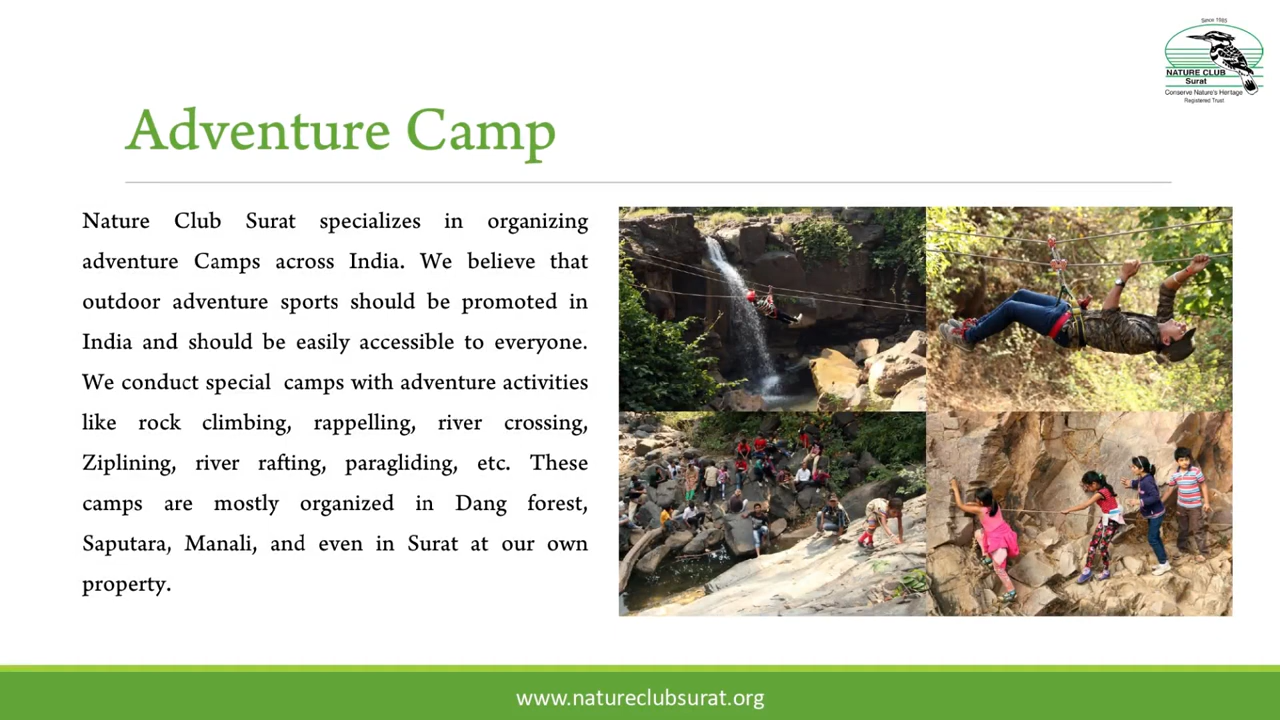 Since 1985
NATURE CLUB
Surat
Conserve Nature's Heritage
Registered Trust
Adventure Camp
Nature Club Surat specializes in organizing
adventure Camps across India. We believe that
outdoor adventure sports should be promoted in
India and should be easily accessible to everyone.
We conduct special  camps with adventure activities
like rock climbing, rappelling, river crossing,
Ziplining, river rafting, paragliding, etc. These
camps are mostly organized in Dang forest,
Saputara, Manali, and even in Surat at our own
property.
www.natureclubsurat.org